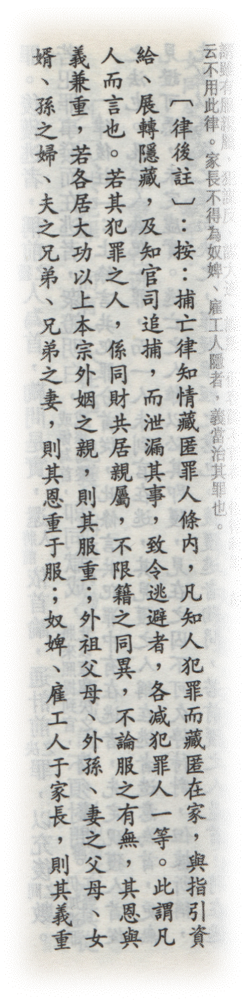 云不用此律。家長不得為奴婢、雇工人隱者，義當治其罪也。
〔律後註〕：按：捕亡律知情藏匿罪人條内，凡知人犯罪而藏匿在家，與指引資
給、展轉隱藏，及知官司追捕，而泄漏其事，致令逃避者，各減犯罪人一等。此謂凡
人而言也。若其犯罪之人，係同財共居親屬，不限籍之同異，不論服之有無，其恩與
義兼重，若各居大功以上本宗外姻之親，則其服重；外祖父母、外孫、妻之父母、女
婿、孫之婦、夫之兄弟、兄弟之妻，則其恩重于服；奴婢、雇工人于家長，則其義重